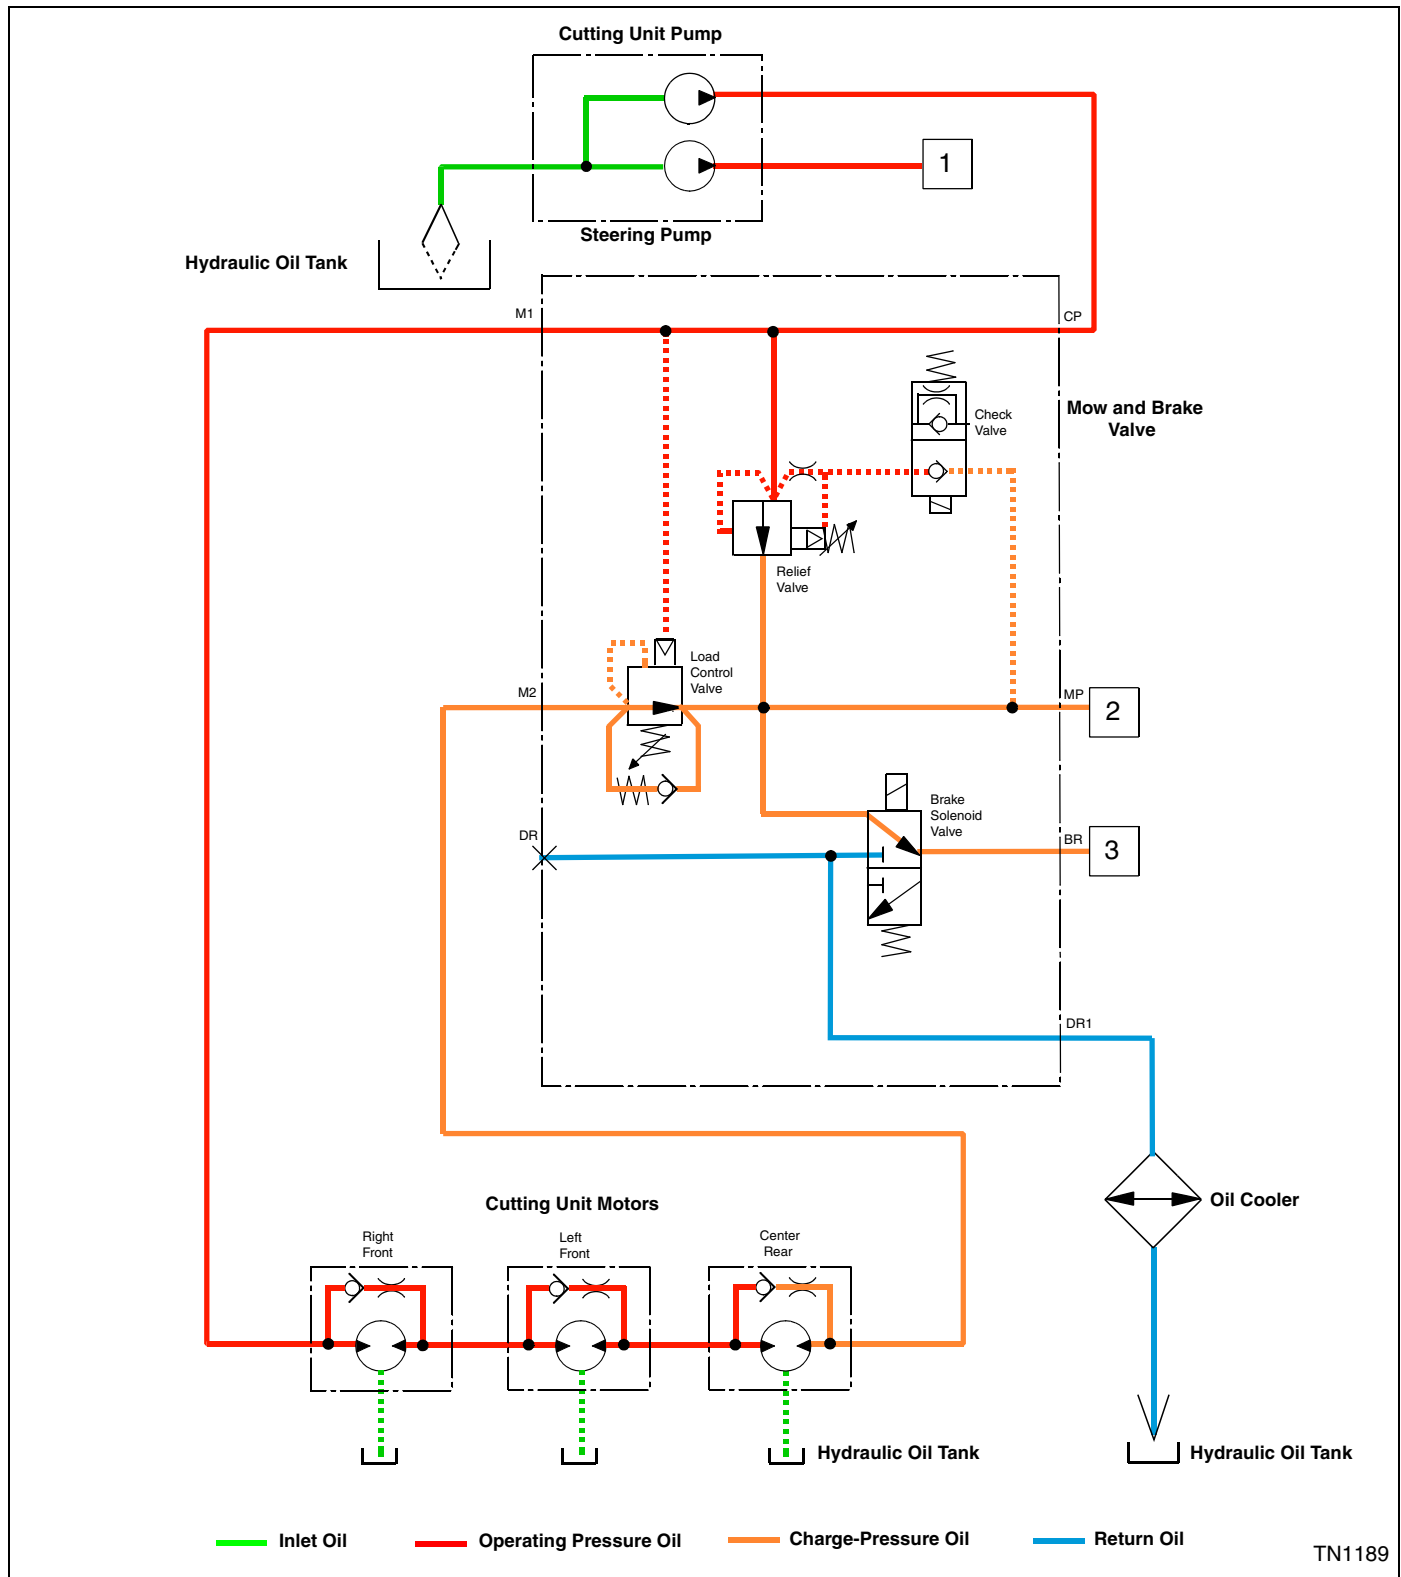 Cutting Unit Pump
1
Steering Pump
Hydraulic Oil Tank
M1
CP
Mow and Brake
Valve
Check
Valve
Relief
Valve
Load
Control
Valve
M2
MP
2
Brake
Solenoid
Valve
DR
BR
3
DR1
Cutting Unit Motors
Oil Cooler
Right
Front
Left
Front
Center
Rear
Hydraulic Oil Tank
Hydraulic Oil Tank
Inlet Oil
Operating Pressure Oil
Charge-Pressure Oil
Return Oil
TN1189